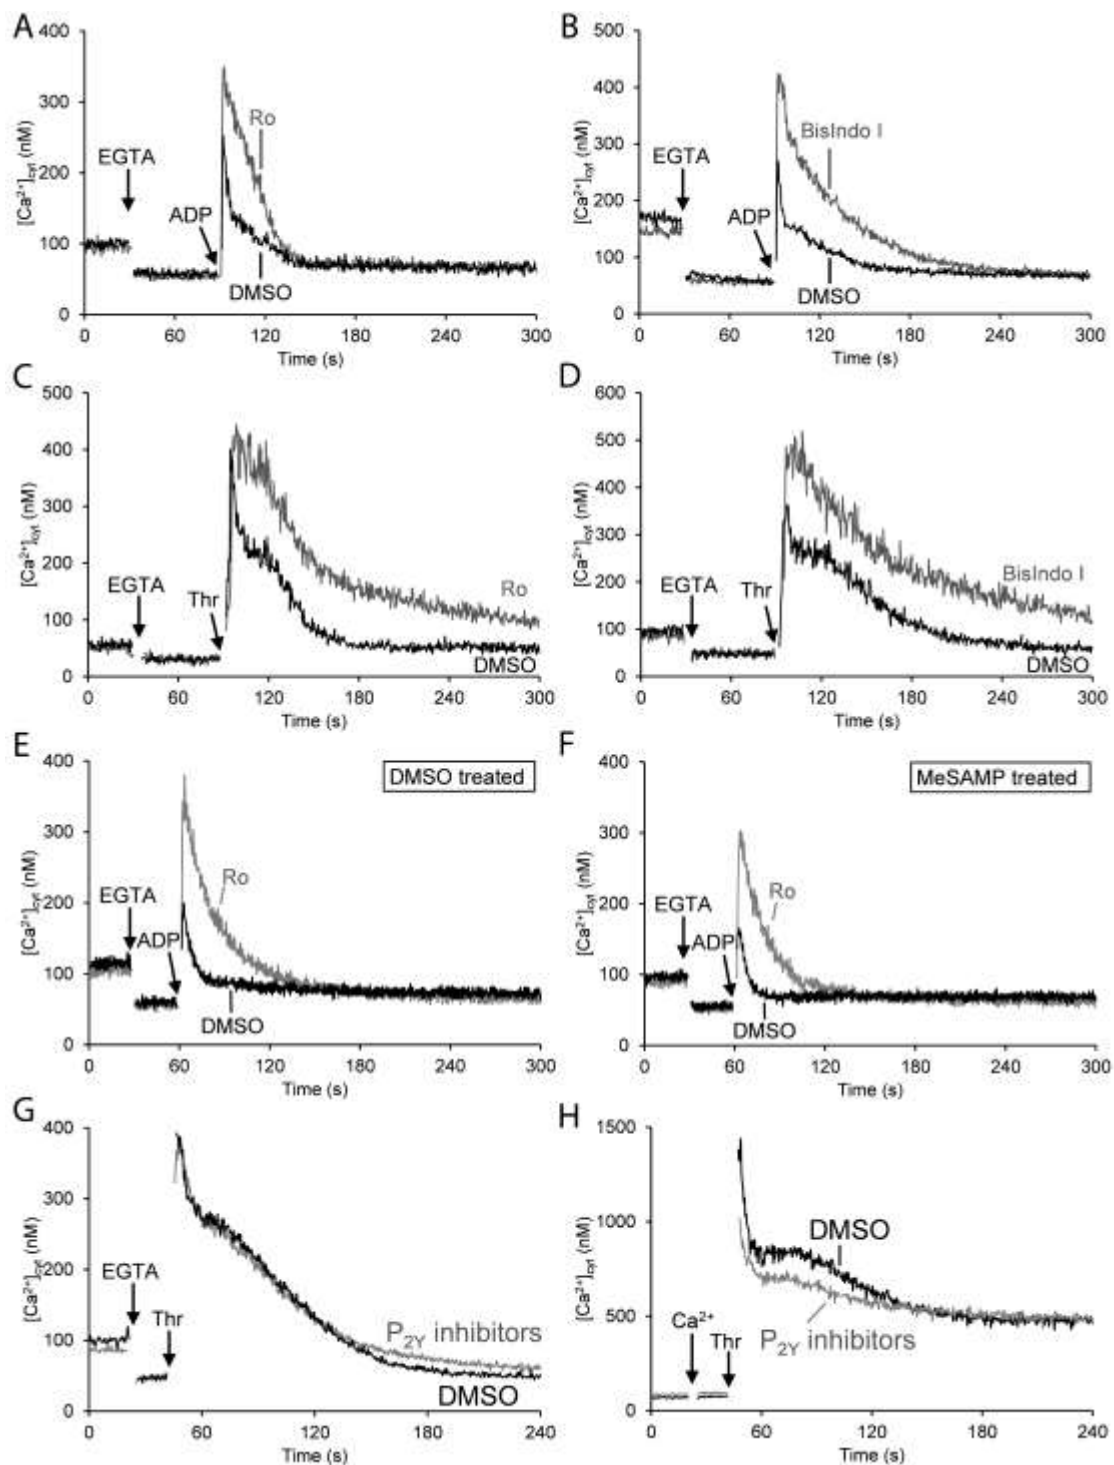 A
[Ca²⁺]cyt (nM)
400
300
200
100
0
EGTA
ADP
Ro
DMSO
0 60 120 180 240 300
Time (s)
B
[Ca²⁺]cyt (nM)
500
400
300
200
100
0
EGTA
ADP
BisIndo I
DMSO
0 60 120 180 240 300
Time (s)
C
[Ca²⁺]cyt (nM)
500
400
300
200
100
0
EGTA
Thr
Ro
DMSO
0 60 120 180 240 300
Time (s)
D
[Ca²⁺]cyt (nM)
600
500
400
300
200
100
0
EGTA
Thr
BisIndo I
DMSO
0 60 120 180 240 300
Time (s)
E
[Ca²⁺]cyt (nM)
400
300
200
100
0
DMSO treated
EGTA
ADP
Ro
DMSO
0 60 120 180 240 300
Time (s)
F
[Ca²⁺]cyt (nM)
400
300
200
100
0
MeSAMP treated
EGTA
ADP
Ro
DMSO
0 60 120 180 240 300
Time (s)
G
[Ca²⁺]cyt (nM)
400
300
200
100
0
EGTA
Thr
P2Y inhibitors
DMSO
0 60 120 180 240
Time (s)
H
[Ca²⁺]cyt (nM)
1500
1000
500
0
Ca²⁺
Thr
DMSO
P2Y inhibitors
0 60 120 180 240
Time (s)